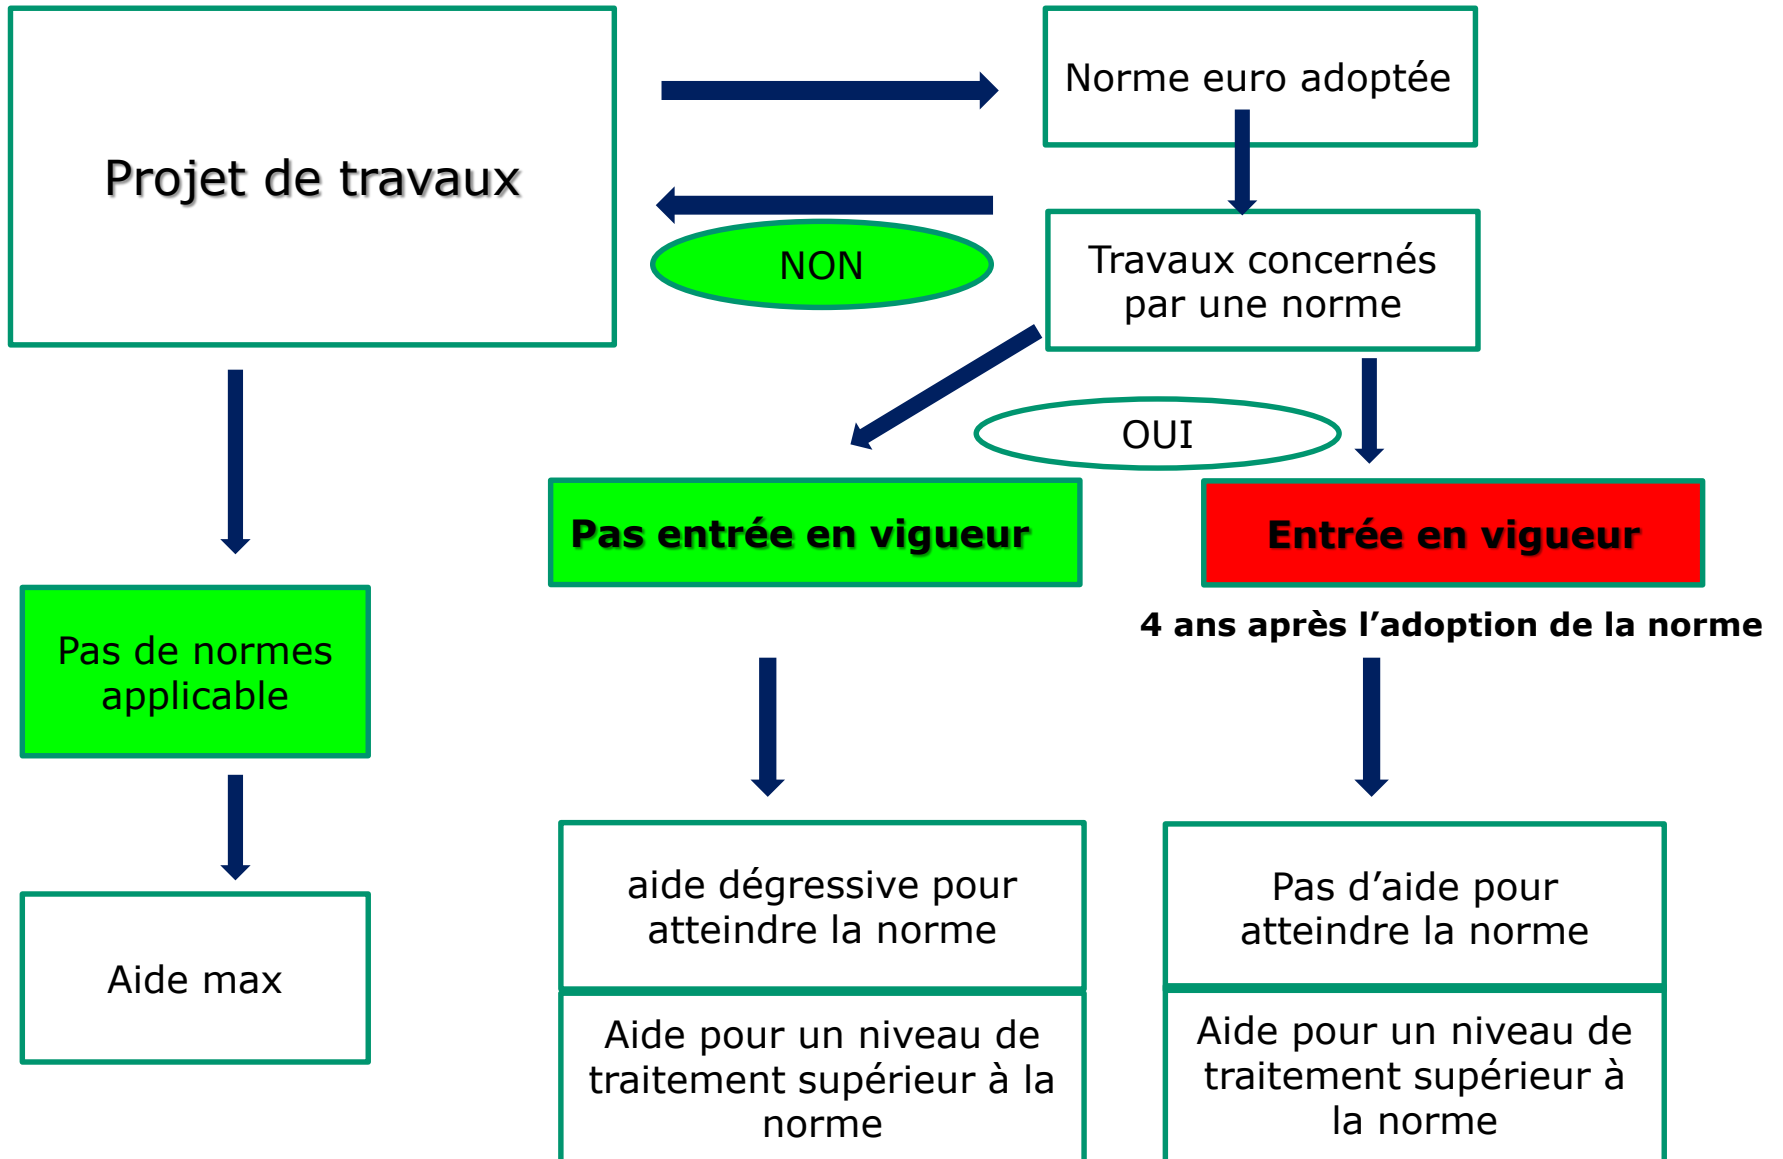 Projet de travaux
Norme euro adoptée
NON
Travaux concernés
par une norme
OUI
Pas entrée en vigueur
Entrée en vigueur
4 ans après l’adoption de la norme
Pas de normes
applicable
Aide max
aide dégressive pour
atteindre la norme
Aide pour un niveau de
traitement supérieur à la
norme
Pas d’aide pour
atteindre la norme
Aide pour un niveau de
traitement supérieur à
la norme